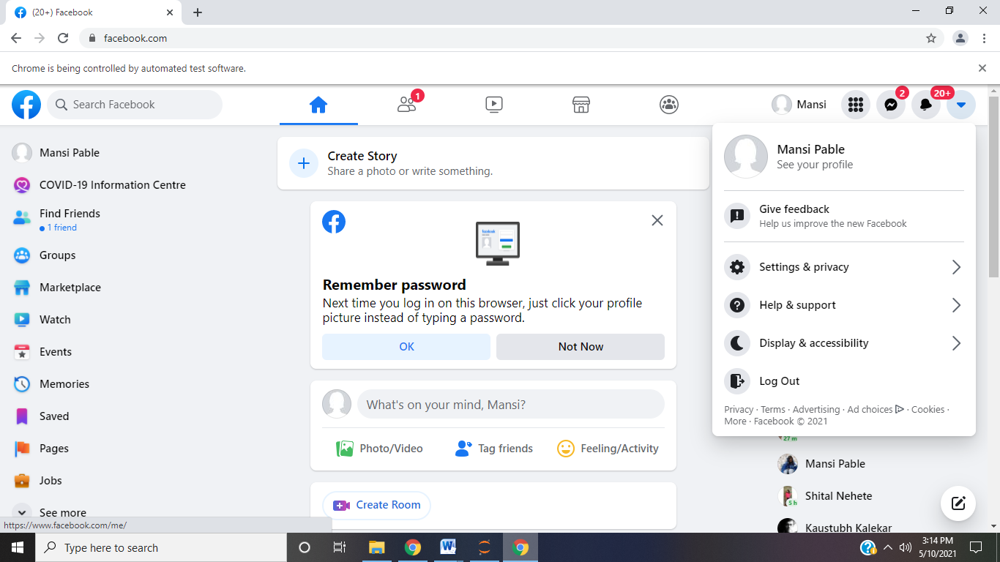 (20+) Facebook
facebook.com
Chrome is being controlled by automated test software.
Search Facebook
1
Mansi
2
20+
Mansi Pable
COVID-19 Information Centre
Find Friends
1 friend
Groups
Marketplace
Watch
Events
Memories
Saved
Pages
Jobs
See more
https://www.facebook.com/me/
Create Story
Share a photo or write something.
facebook
Remember password
Next time you log in on this browser, just click your profile
picture instead of typing a password.
OK
Not Now
What's on your mind, Mansi?
Photo/Video
Tag friends
Feeling/Activity
Create Room
Mansi Pable
See your profile
Give feedback
Help us improve the new Facebook
Settings & privacy
Help & support
Display & accessibility
Log Out
Privacy · Terms · Advertising · Ad choices · Cookies ·
More · Facebook © 2021
27 m
Mansi Pable
5 h
Shital Nehete
Kaustubh Kalekar
Type here to search
3:14 PM
5/10/2021